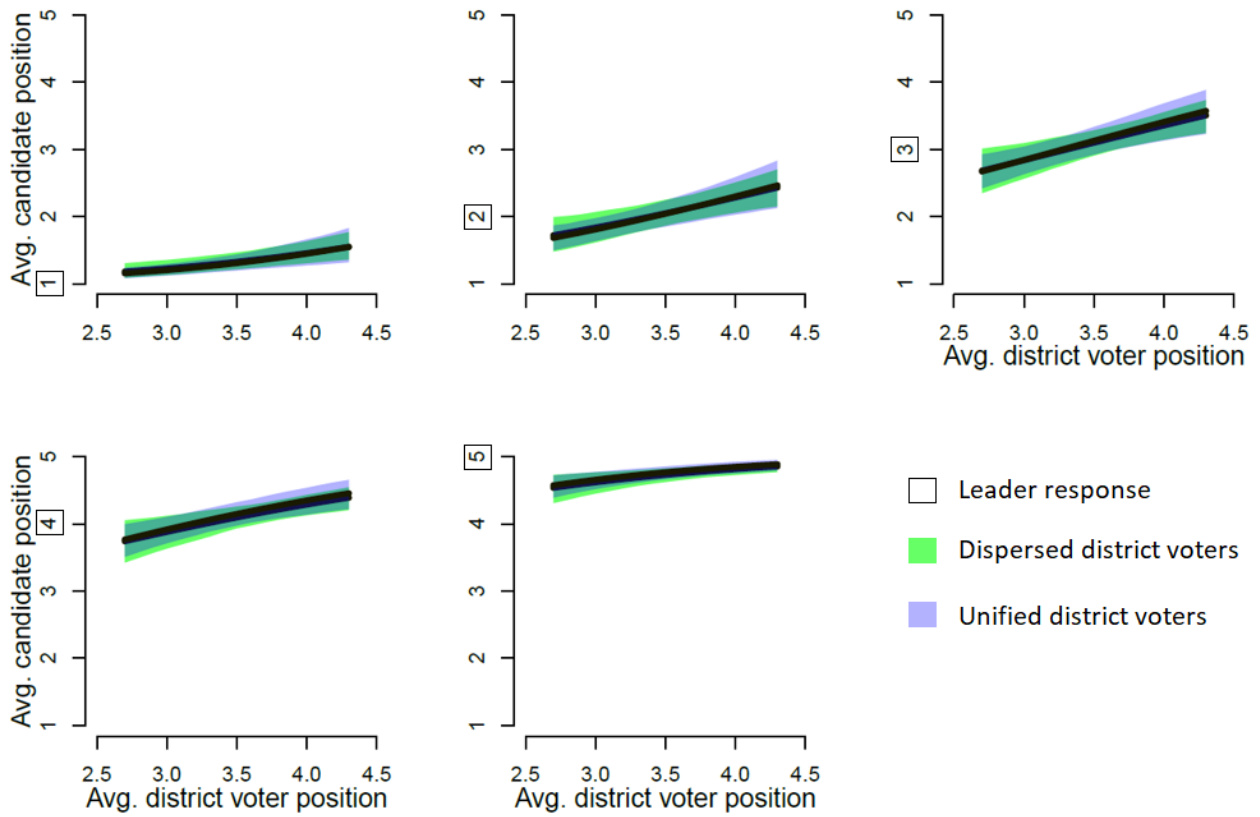 Avg. candidate position
5
4
3
2
1
2.5 3.0 3.5 4.0 4.5
5
4
3
2
1
2.5 3.0 3.5 4.0 4.5
5
4
3
2
1
2.5 3.0 3.5 4.0 4.5
Avg. district voter position
Avg. candidate position
5
4
3
2
1
2.5 3.0 3.5 4.0 4.5
Avg. district voter position
5
4
3
2
1
2.5 3.0 3.5 4.0 4.5
Avg. district voter position
Leader response
Dispersed district voters
Unified district voters